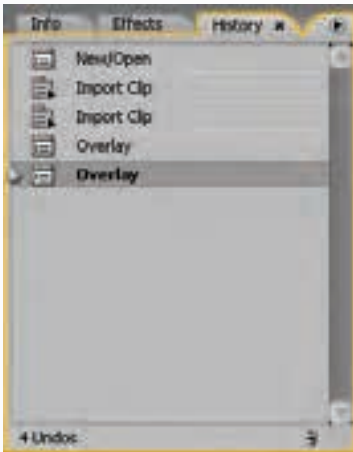 Info Effects History
New/Open
Import Clip
Import Clip
Overlay
Overlay
4 Undos